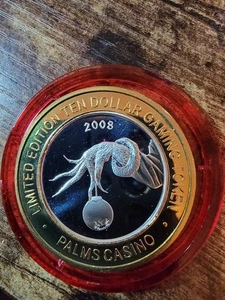 LIMITED EDITION TEN DOLLAR GAMING TOKEN
2008
PALMS CASINO